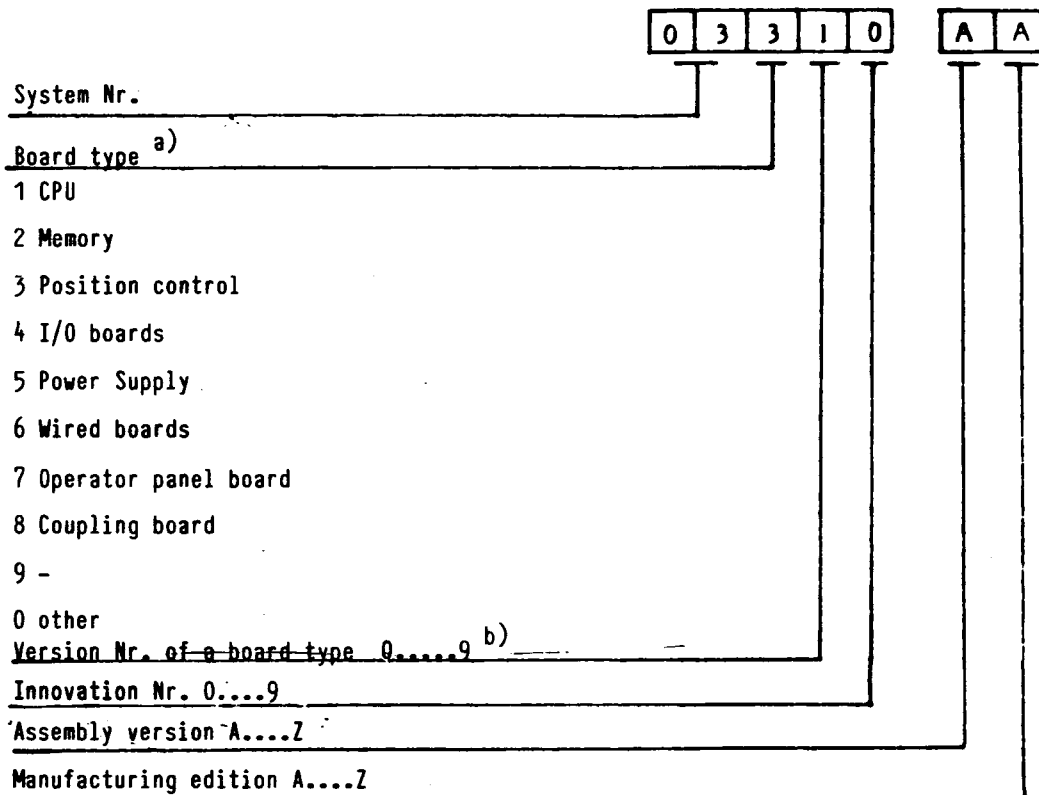 0 3 3 1 0 A A
System Nr.
Board type a)
1 CPU
2 Memory
3 Position control
4 I/O boards
5 Power Supply
6 Wired boards
7 Operator panel board
8 Coupling board
9 -
0 other
Version Nr. of a board type 0.....9 b)
Innovation Nr. 0....9
Assembly version A....Z
Manufacturing edition A....Z